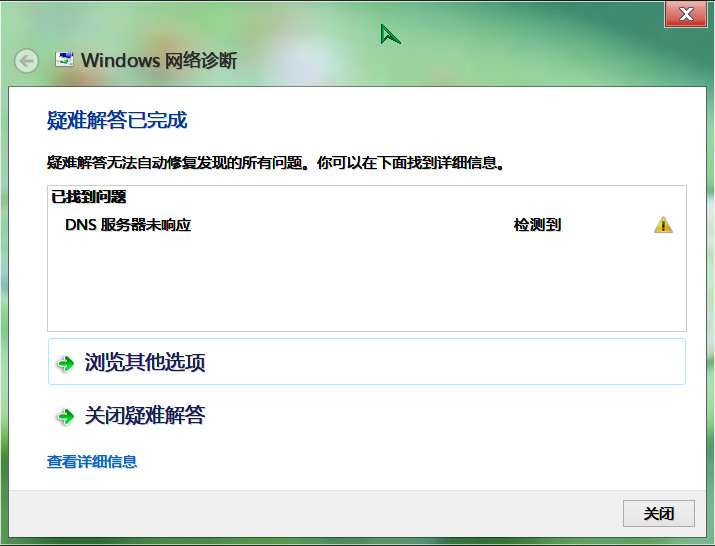 Windows 网络诊断
疑难解答已完成
疑难解答无法自动修复发现的所有问题。你可以在下面找到详细信息。
已找到问题
DNS 服务器未响应 检测到
浏览其他选项
关闭疑难解答
查看详细信息
关闭